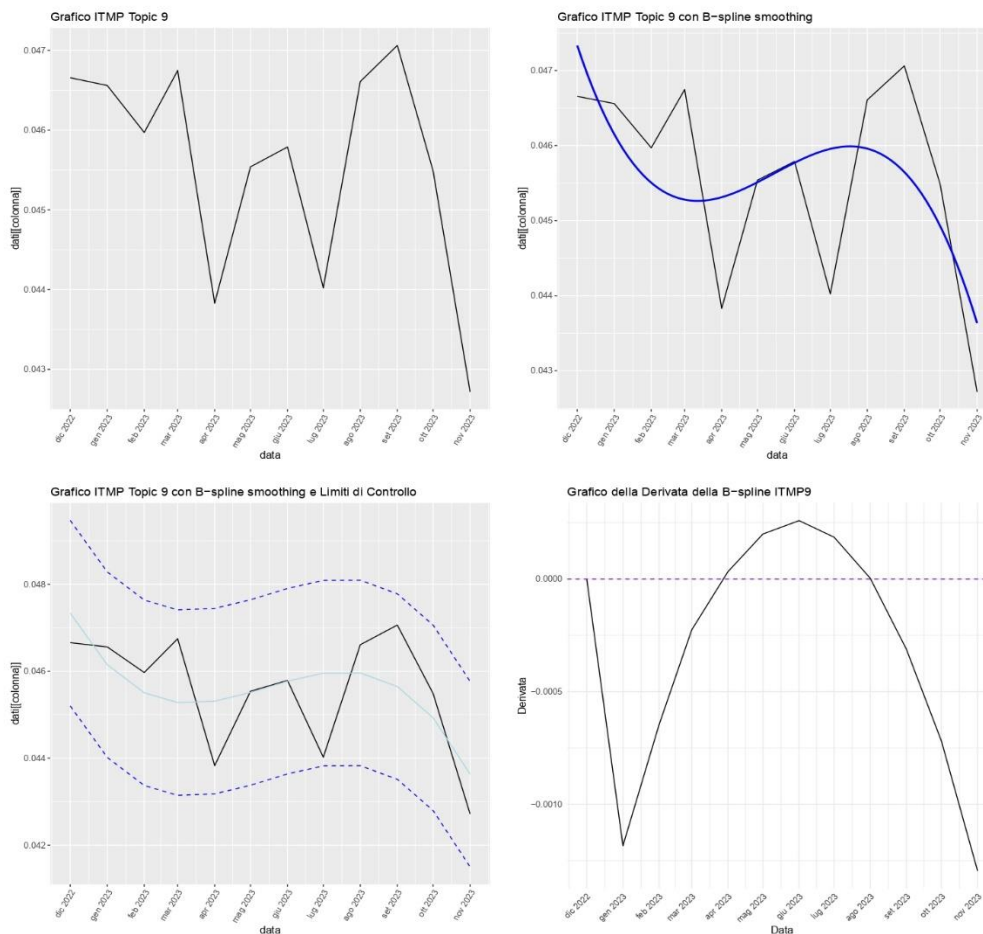 Grafico ITMP Topic 9
0.047
0.046
0.045
0.044
0.043
dati[[colonna]]
dic 2022
gen 2023
feb 2023
mar 2023
apr 2023
mag 2023
giu 2023
lug 2023
ago 2023
set 2023
ott 2023
nov 2023
data
Grafico ITMP Topic 9 con B−spline smoothing
0.047
0.046
0.045
0.044
0.043
dati[[colonna]]
dic 2022
gen 2023
feb 2023
mar 2023
apr 2023
mag 2023
giu 2023
lug 2023
ago 2023
set 2023
ott 2023
nov 2023
data
Grafico ITMP Topic 9 con B−spline smoothing e Limiti di Controllo
0.048
0.046
0.044
0.042
dati[[colonna]]
dic 2022
gen 2023
feb 2023
mar 2023
apr 2023
mag 2023
giu 2023
lug 2023
ago 2023
set 2023
ott 2023
nov 2023
data
Grafico della Derivata della B−spline ITMP9
0.0000
−0.0005
−0.0010
Derivata
dic 2022
gen 2023
feb 2023
mar 2023
apr 2023
mag 2023
giu 2023
lug 2023
ago 2023
set 2023
ott 2023
nov 2023
Data